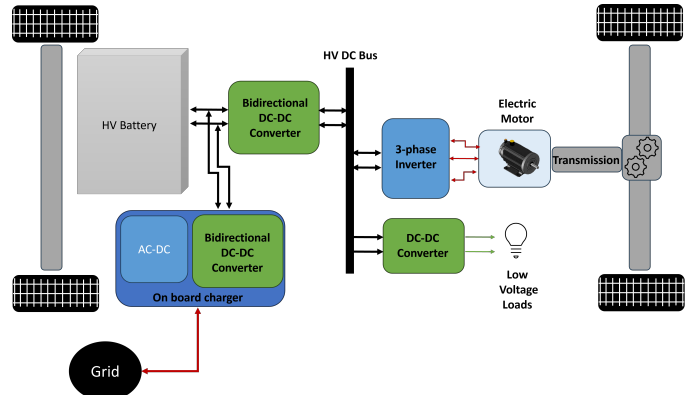 HV DC Bus
HV Battery
Bidirectional
DC-DC
Converter
3-phase
Inverter
Electric
Motor
Transmission
AC-DC
Bidirectional
DC-DC
Converter
On board charger
DC-DC
Converter
Low
Voltage
Loads
Grid